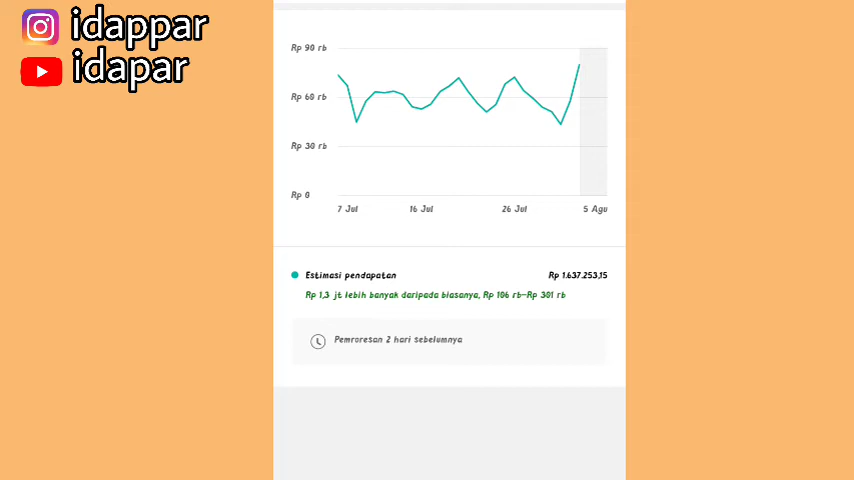 idappar
idapar
Rp 90 rb
Rp 60 rb
Rp 30 rb
Rp 0
7 Jul 16 Jul 26 Jul 5 Agu
Estimasi pendapatan Rp 1.637.253,15
Rp 1,3 jt lebih banyak daripada biasanya, Rp 106 rb—Rp 301 rb
Pemroresan 2 hari sebelumnya